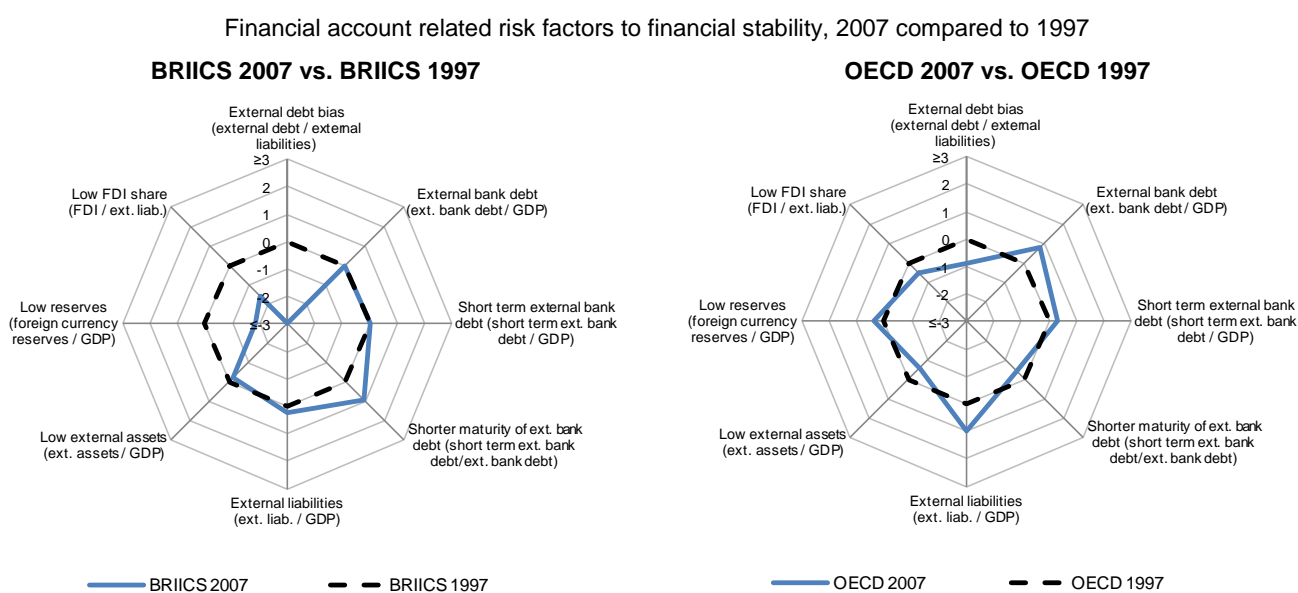 Financial account related risk factors to financial stability, 2007 compared to 1997
BRIICS 2007 vs. BRIICS 1997
External debt bias
(external debt / external
liabilities)
≥3
2
1
0
-1
-2
≤-3
External bank debt
(ext. bank debt / GDP)
Short term external bank
debt (short term ext. bank
debt / GDP)
Shorter maturity of ext. bank
debt (short term ext. bank
debt/ext. bank debt)
External liabilities
(ext. liab. / GDP)
Low external assets
(ext. assets / GDP)
Low reserves
(foreign currency
reserves / GDP)
Low FDI share
(FDI / ext. liab.)
BRIICS 2007
BRIICS 1997
OECD 2007 vs. OECD 1997
External debt bias
(external debt / external
liabilities)
≥3
2
1
0
-1
-2
≤-3
External bank debt
(ext. bank debt / GDP)
Short term external bank
debt (short term ext. bank
debt / GDP)
Shorter maturity of ext. bank
debt (short term ext. bank
debt/ext. bank debt)
External liabilities
(ext. liab. / GDP)
Low external assets
(ext. assets / GDP)
Low reserves
(foreign currency
reserves / GDP)
Low FDI share
(FDI / ext. liab.)
OECD 2007
OECD 1997